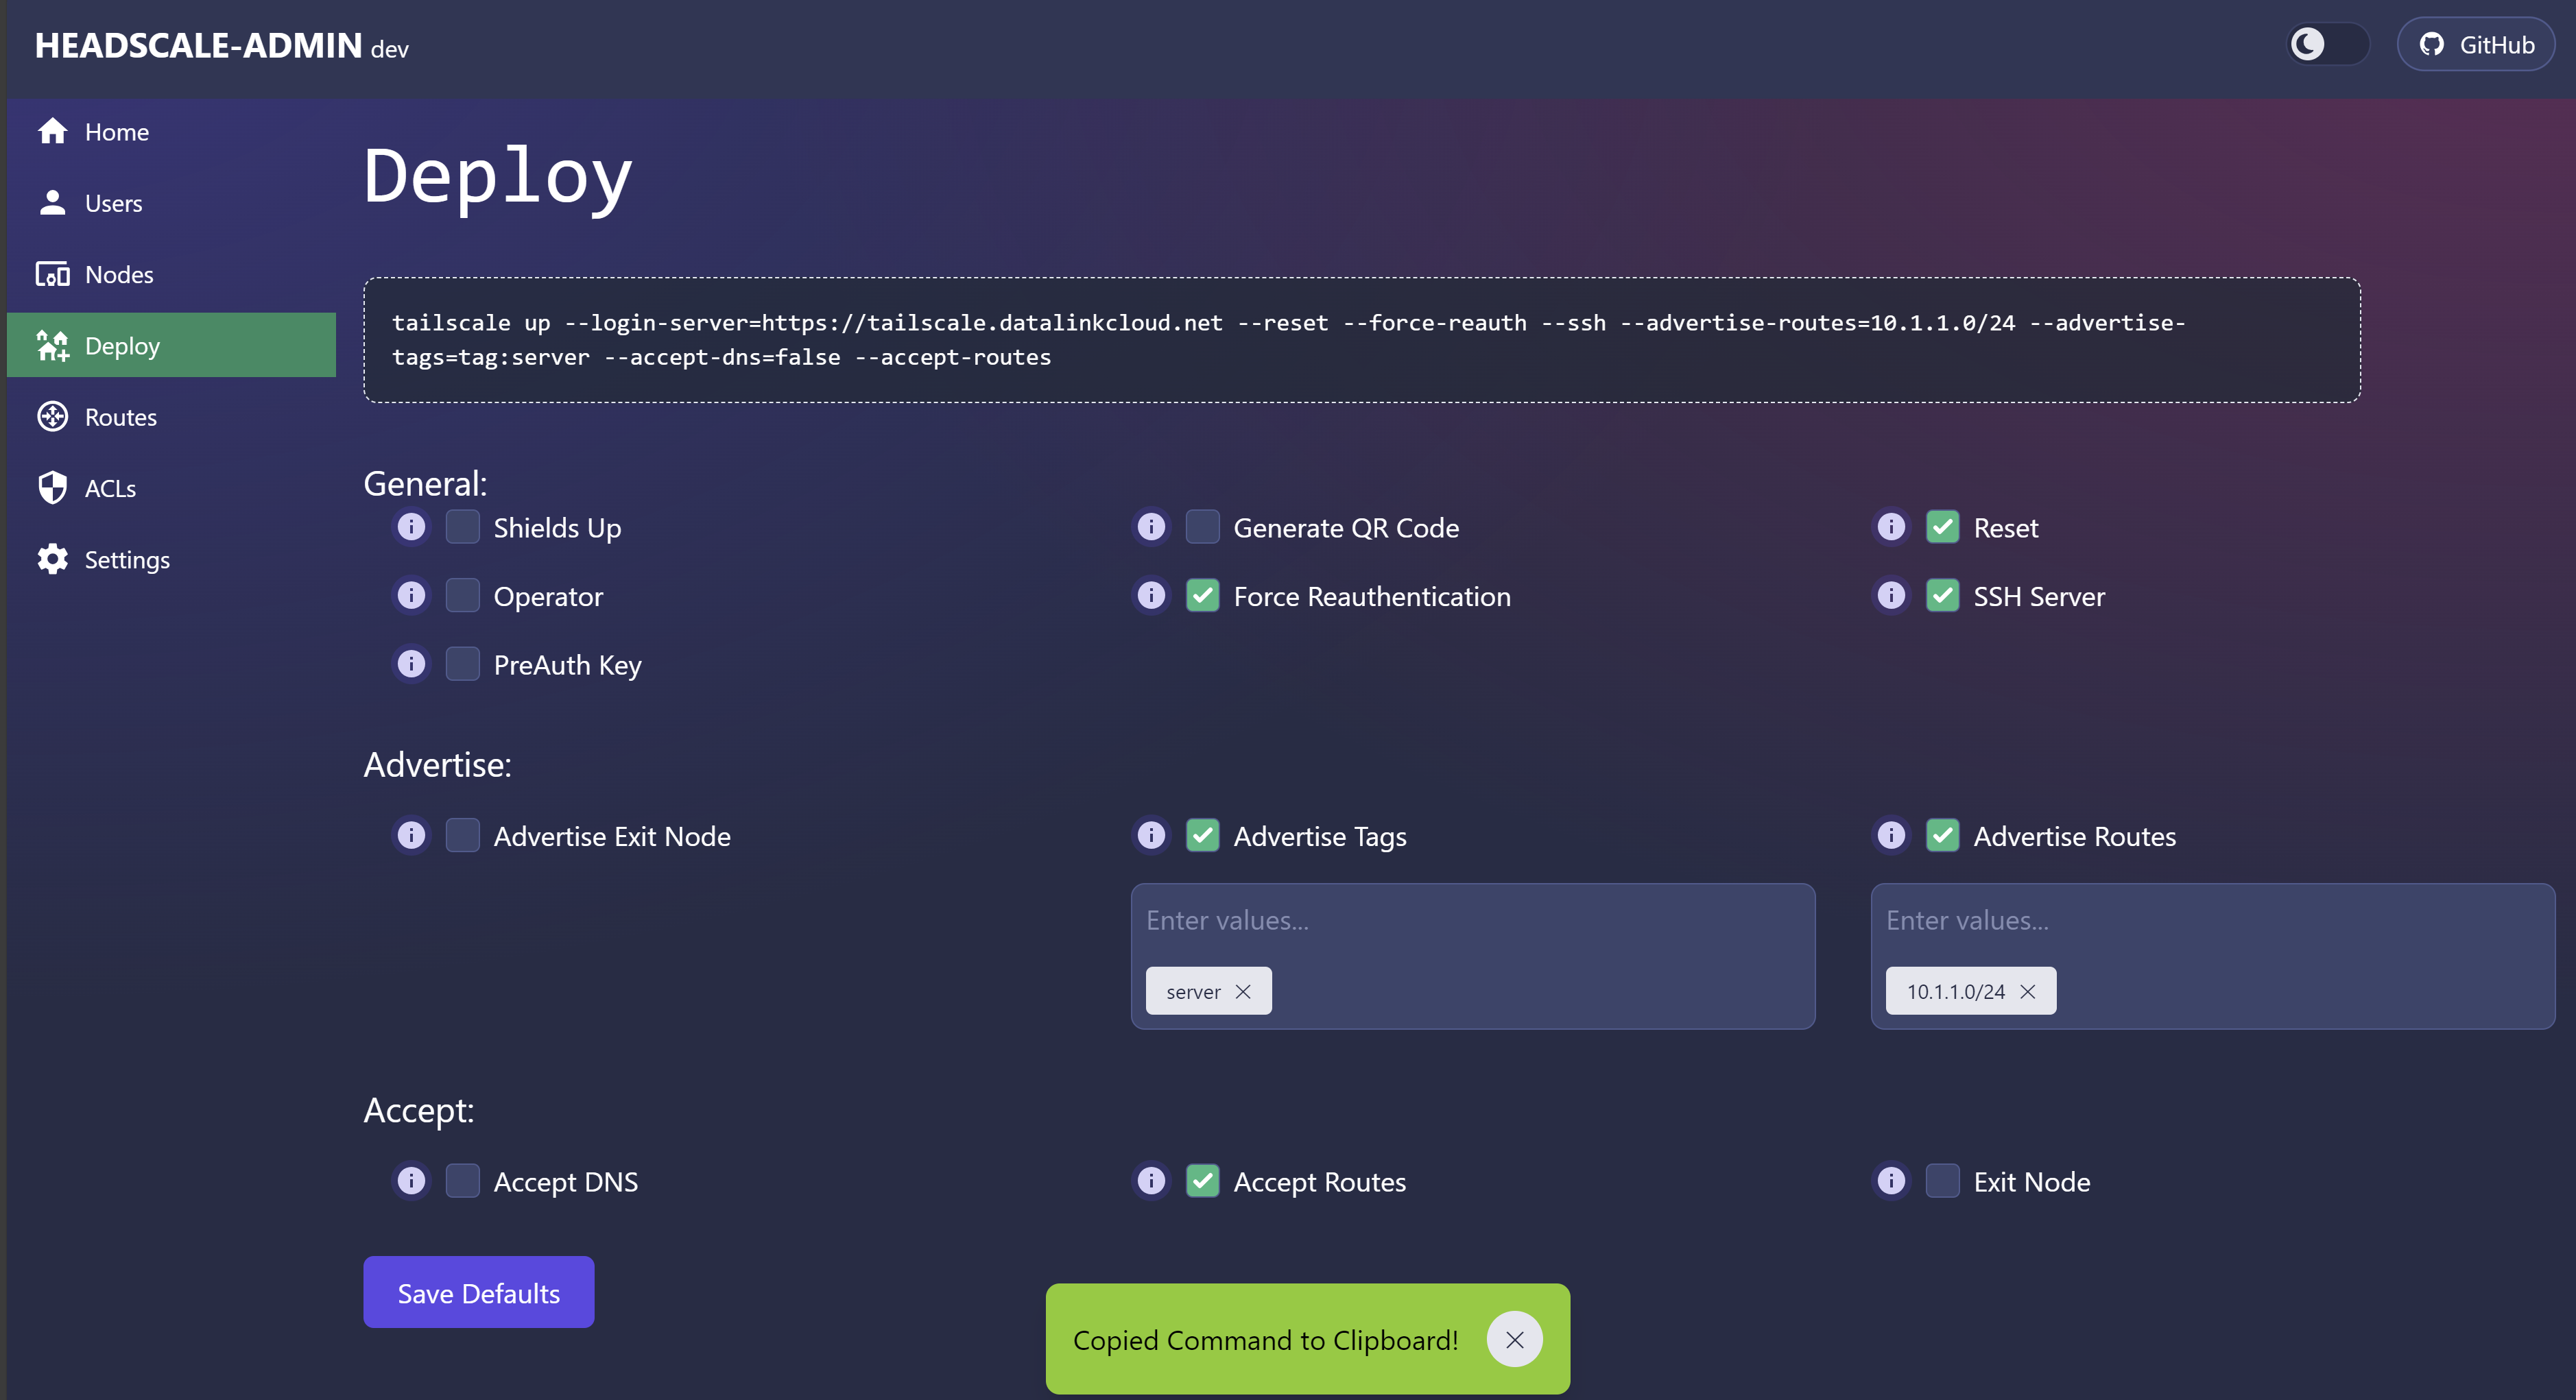 HEADSCALE-ADMIN dev
GitHub
Home
Users
Nodes
Deploy
Routes
ACLs
Settings
Deploy
tailscale up --login-server=https://tailscale.datalinkcloud.net --reset --force-reauth --ssh --advertise-routes=10.1.1.0/24 --advertise-
tags=tag:server --accept-dns=false --accept-routes
General:
Shields Up
Generate QR Code
Reset
Operator
Force Reauthentication
SSH Server
PreAuth Key
Advertise:
Advertise Exit Node
Advertise Tags
Advertise Routes
Enter values...
Enter values...
server
10.1.1.0/24
Accept:
Accept DNS
Accept Routes
Exit Node
Save Defaults
Copied Command to Clipboard!